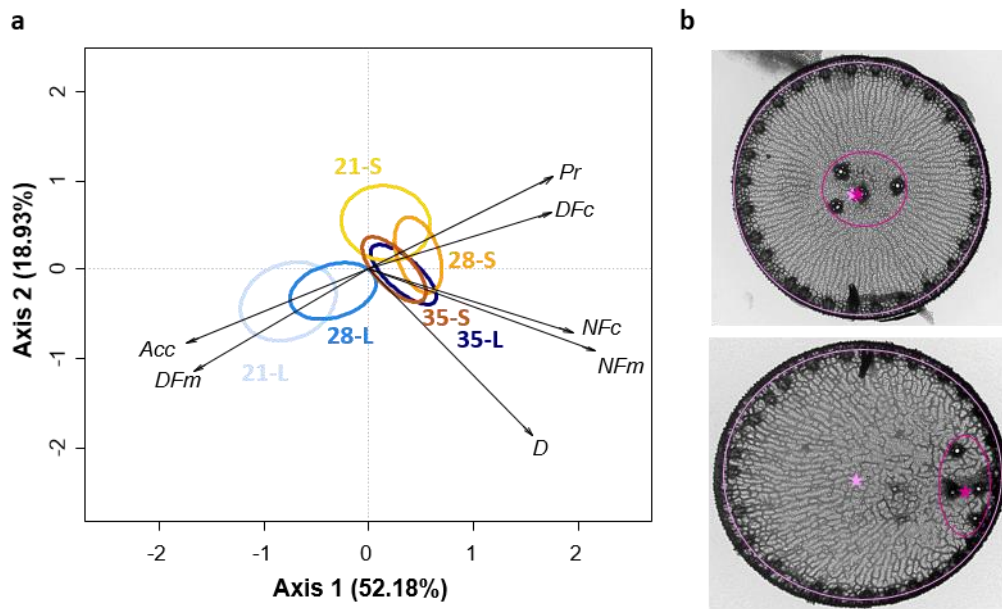 a
b
2
1
0
-1
-2
Axis 2 (18.93%)
21-S
Pr
DFc
28-S
35-S
35-L
28-L
21-L
NFc
NFm
Acc
DFm
D
-2
-1
0
1
2
Axis 1 (52.18%)